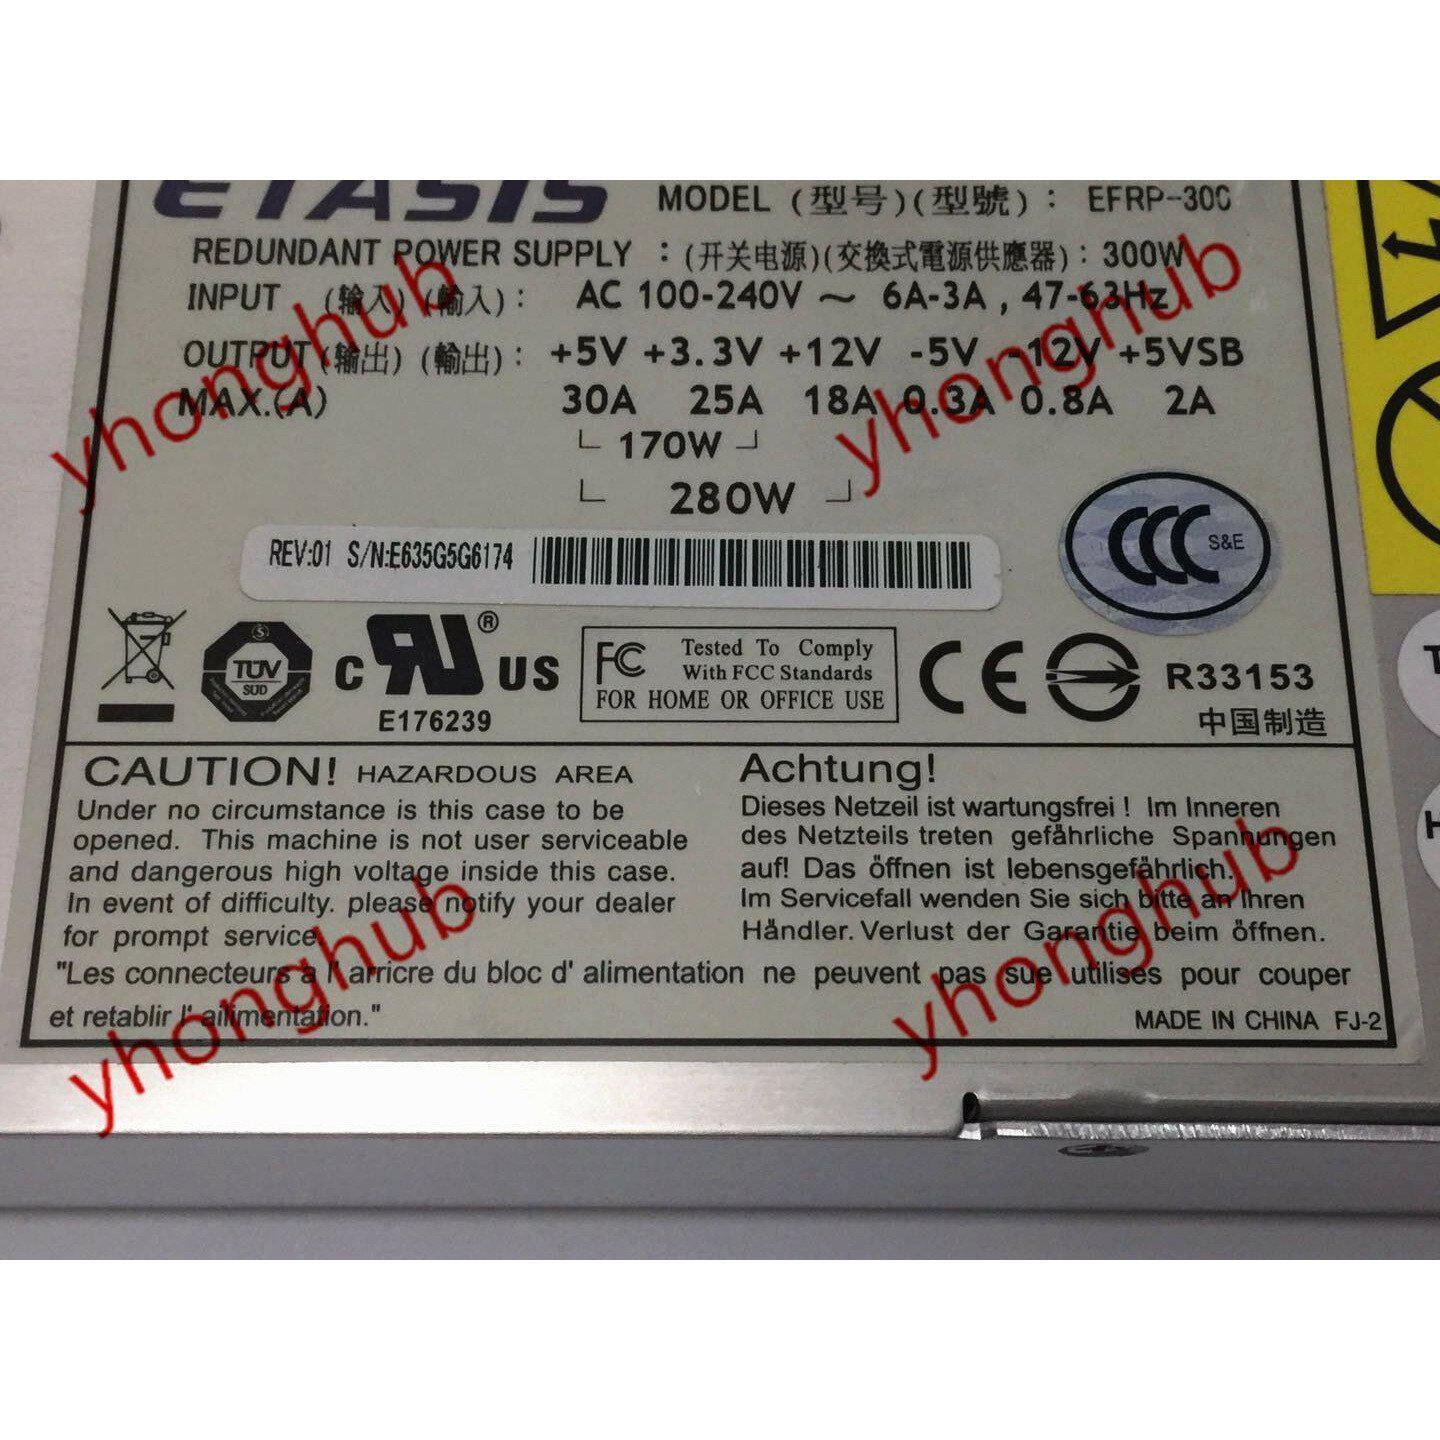 ETASIS MODEL (型号)(型號): EFRP-300
REDUNDANT POWER SUPPLY : (开关电源)(交換式電源供應器): 300W
INPUT (输入) (輸入): AC 100-240V ~ 6A-3A , 47-63Hz
OUTPUT(输出) (輸出): +5V +3.3V +12V -5V -12V +5VSB
MAX.(A) 30A 25A 18A 0.3A 0.8A 2A
170W
280W
REV:01 S/N:E635G5G6174
CCC S&E
TÜV
SÜD
c RU ® US
E176239
FC Tested To Comply
With FCC Standards
FOR HOME OR OFFICE USE
CE
R33153
中国制造
CAUTION! HAZARDOUS AREA
Under no circumstance is this case to be
opened. This machine is not user serviceable
and dangerous high voltage inside this case.
In event of difficulty. please notify your dealer
for prompt service.
Achtung!
Dieses Netzeil ist wartungsfrei ! Im Inneren
des Netzteils treten gefährliche Spannungen
auf! Das öffnen ist lebensgefährlich.
Im Servicefall wenden Sie sich bitte an Ihren
Händler. Verlust der Garantie beim öffnen.
"Les connecteurs a l'arricre du bloc d' alimentation ne peuvent pas sue utilises pour couper
et retablir l' ailimentation."
MADE IN CHINA FJ-2
yhonghub
yhonghub
yhonghub
yhonghub